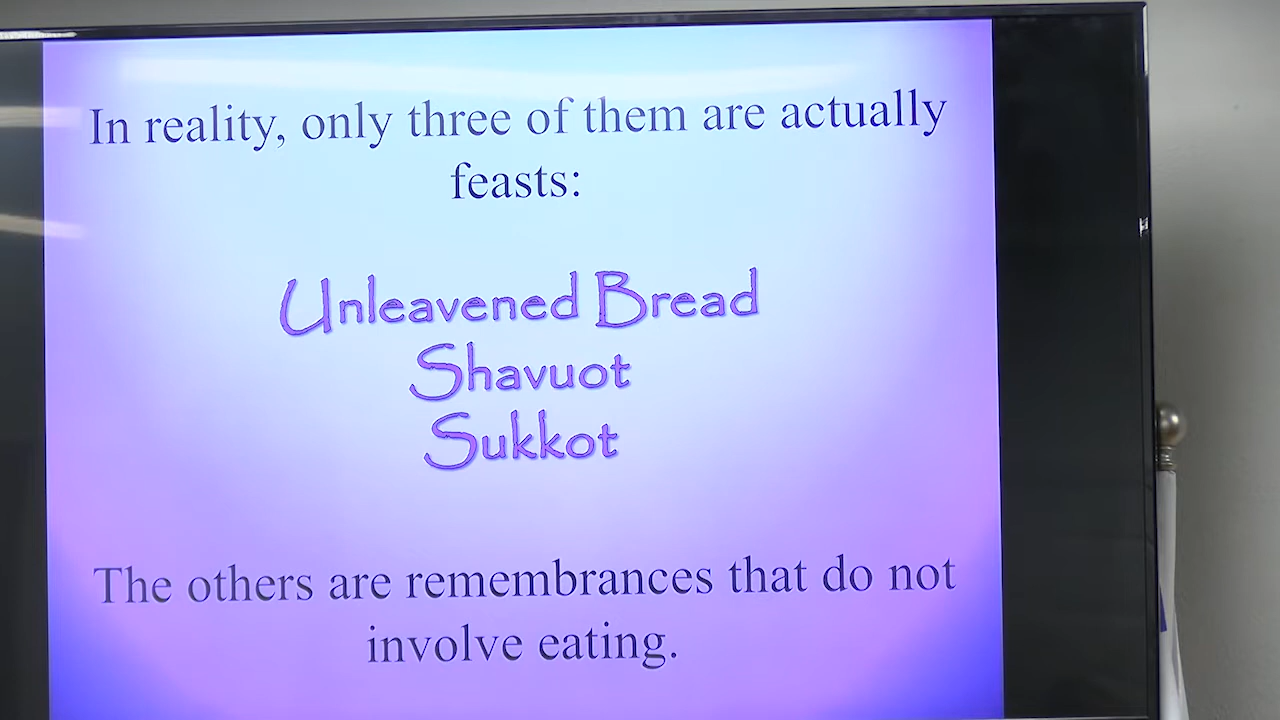 In reality, only three of them are actually
feasts:
Unleavened Bread
Shavuot
Sukkot
The others are remembrances that do not
involve eating.